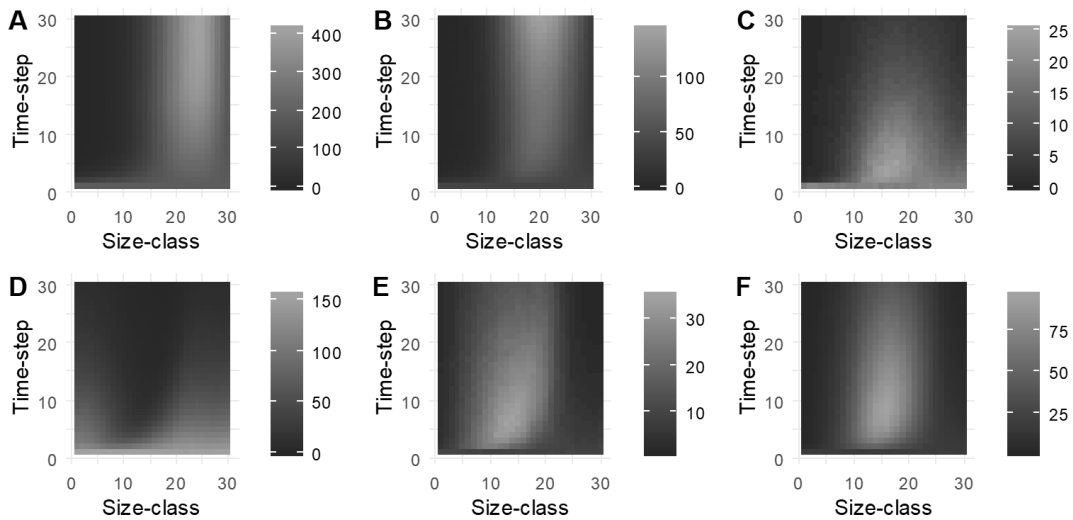 A B C
30 400 30 30 25
Time-step 20 300 Time-step 20 100 Time-step 20 20
200 15
10 100 10 50 10 10
5
0 0 0 0 0 0
0 10 20 30 0 10 20 30 0 10 20 30
Size-class Size-class Size-class
D E F
30 150 30 30
Time-step 20 100 Time-step 20 30 Time-step 20 75
50 20 50
10 10 10 10 25
0 0 0 0
0 10 20 30 0 10 20 30 0 10 20 30
Size-class Size-class Size-class